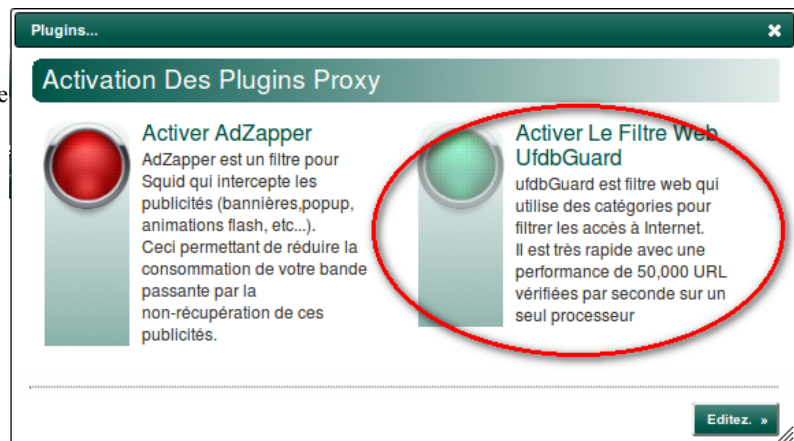 Plugins...
e
Activation Des Plugins Proxy
Activer AdZapper
AdZapper est un filtre pour
Squid qui intercepte les
publicités (bannières,popup,
animations flash, etc...).
Ceci permettant de réduire la
consommation de votre bande
passante par la
non-récupération de ces
publicités.
Activer Le Filtre Web
UfdbGuard
ufdbGuard est filtre web qui
utilise des catégories pour
filtrer les accès à Internet.
Il est très rapide avec une
performance de 50,000 URL
vérifiées par seconde sur un
seul processeur
Editez. »